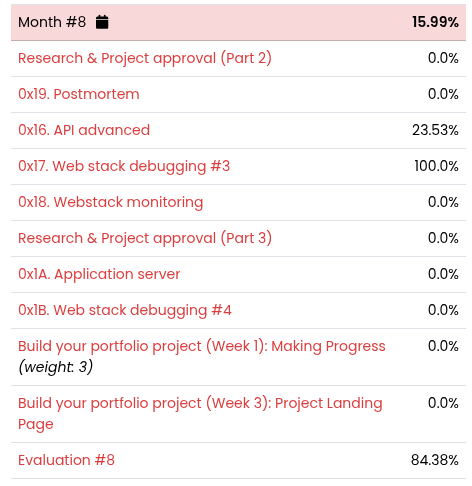 Month #8 15.99%
Research & Project approval (Part 2) 0.0%
0x19. Postmortem 0.0%
0x16. API advanced 23.53%
0x17. Web stack debugging #3 100.0%
0x18. Webstack monitoring 0.0%
Research & Project approval (Part 3) 0.0%
0x1A. Application server 0.0%
0x1B. Web stack debugging #4 0.0%
Build your portfolio project (Week 1): Making Progress 0.0%
(weight: 3)
Build your portfolio project (Week 3): Project Landing 0.0%
Page
Evaluation #8 84.38%